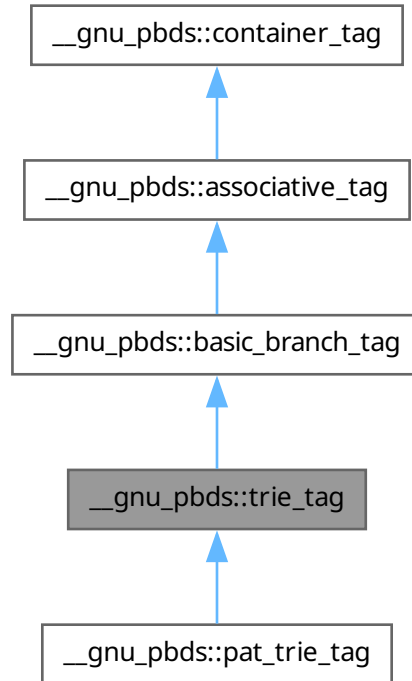 __gnu_pbds::container_tag
__gnu_pbds::associative_tag
__gnu_pbds::basic_branch_tag
__gnu_pbds::trie_tag
__gnu_pbds::pat_trie_tag